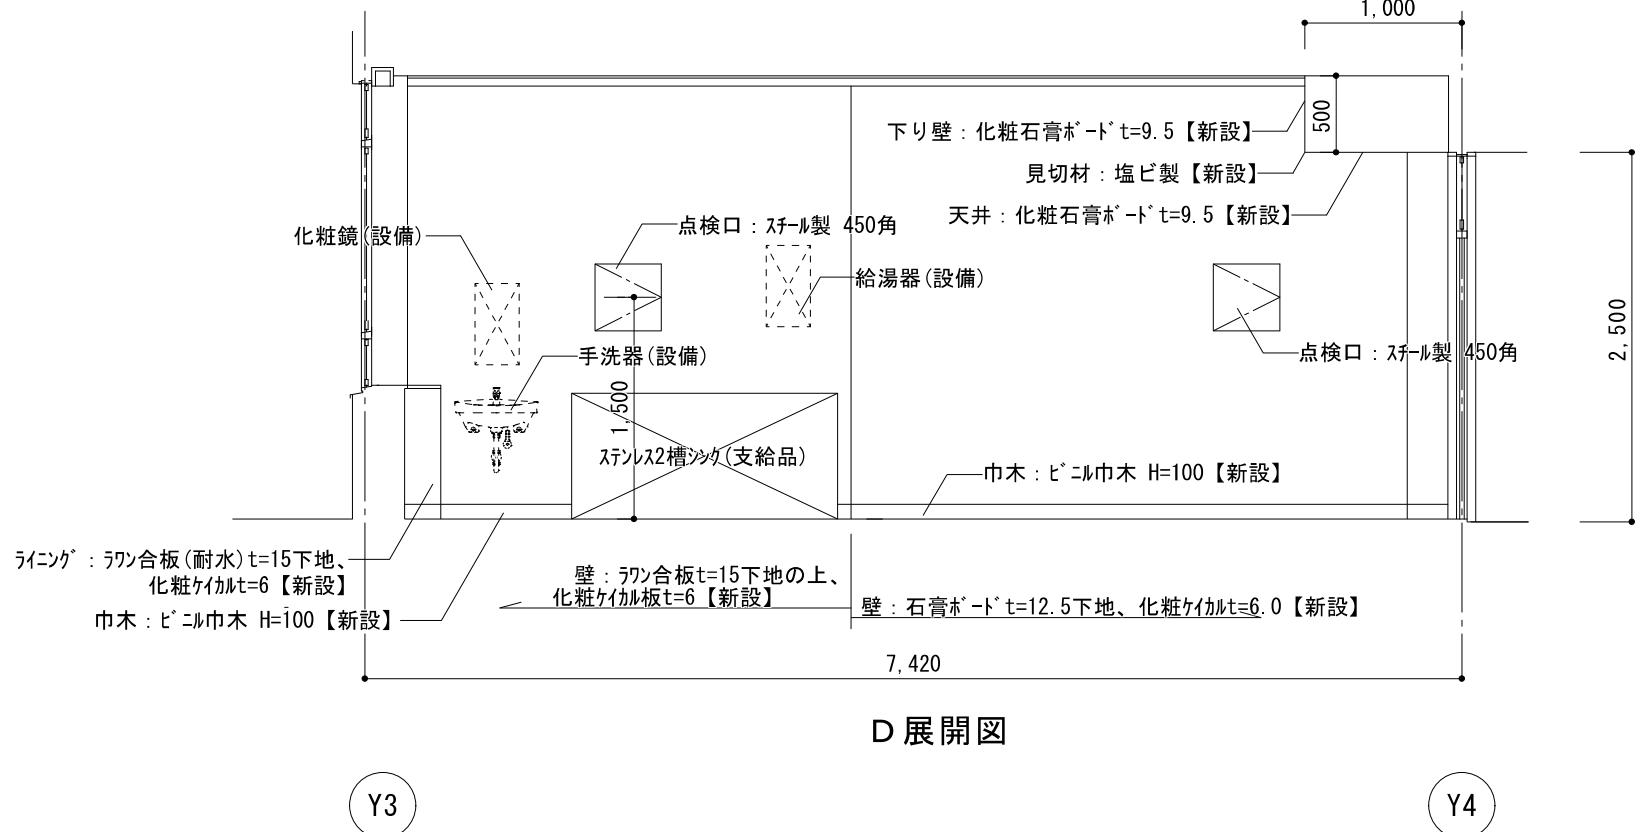 1,000
下り壁：化粧石膏ﾎﾞｰﾄﾞt=9.5【新設】
500
見切材：塩ビ製【新設】
天井：化粧石膏ﾎﾞｰﾄﾞt=9.5【新設】
点検口：ｽﾁｰﾙ製 450角
化粧鏡(設備)
給湯器(設備)
2,500
手洗器(設備)
点検口：ｽﾁｰﾙ製 450角
1,500
ｽﾃﾝﾚｽ2槽ｼﾝｸ(支給品)
巾木：ﾋﾞﾆﾙ巾木 H=100【新設】
ﾗｲﾆﾝｸﾞ：ﾗﾜﾝ合板(耐水)t=15下地、
化粧ｹｲｶﾙt=6【新設】
壁：ﾗﾜﾝ合板t=15下地の上、
化粧ｹｲｶﾙ板t=6【新設】
壁：石膏ﾎﾞｰﾄﾞt=12.5下地、化粧ｹｲｶﾙt=6.0【新設】
巾木：ﾋﾞﾆﾙ巾木 H=100【新設】
7,420
Ｄ展開図
Y3
Y4